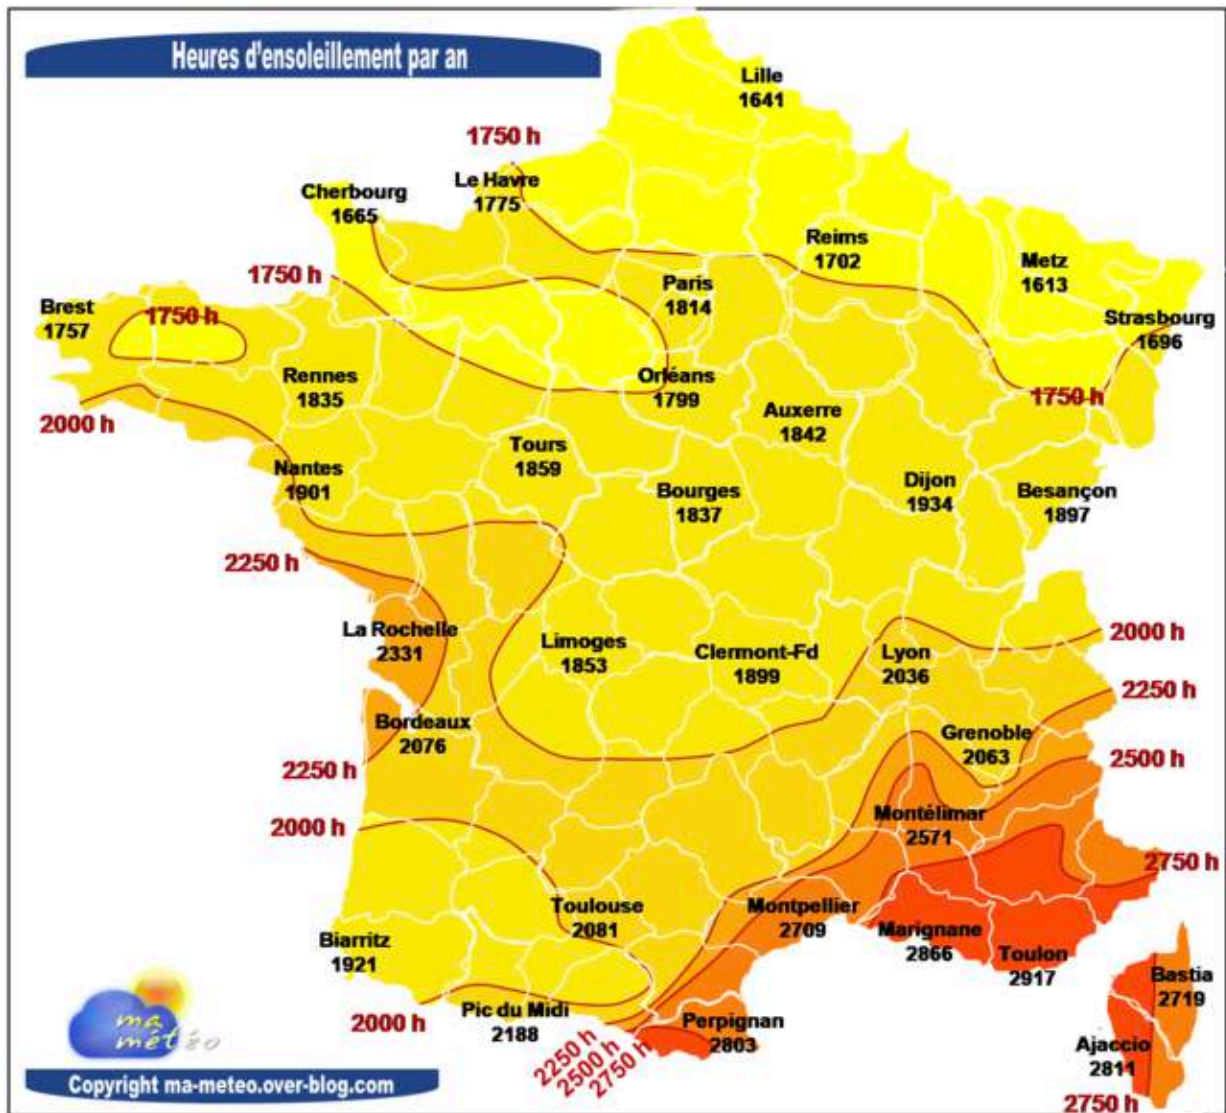 Heures d'ensoleillement par an
Lille
1641
1750 h
Le Havre
1775
Cherbourg
1665
Reims
1702
Metz
1613
1750 h
Paris
1814
Brest
1757
1750 h
Strasbourg
1696
Rennes
1835
Orléans
1799
1750 h
Auxerre
1842
2000 h
Tours
1859
Nantes
1901
Bourges
1837
Dijon
1934
Besançon
1897
2250 h
La Rochelle
2331
Limoges
1853
Clermont-Fd
1899
Lyon
2036
2000 h
2250 h
Bordeaux
2076
Grenoble
2063
2250 h
2500 h
2000 h
Montélimar
2571
2750 h
Toulouse
2081
Montpellier
2709
Marignane
2866
Toulon
2917
Biarritz
1921
Bastia
2719
Pic du Midi
2188
2000 h
Perpignan
2803
2250 h
2500 h
2750 h
Ajaccio
2811
2750 h
ma
météo
Copyright ma-meteo.over-blog.com